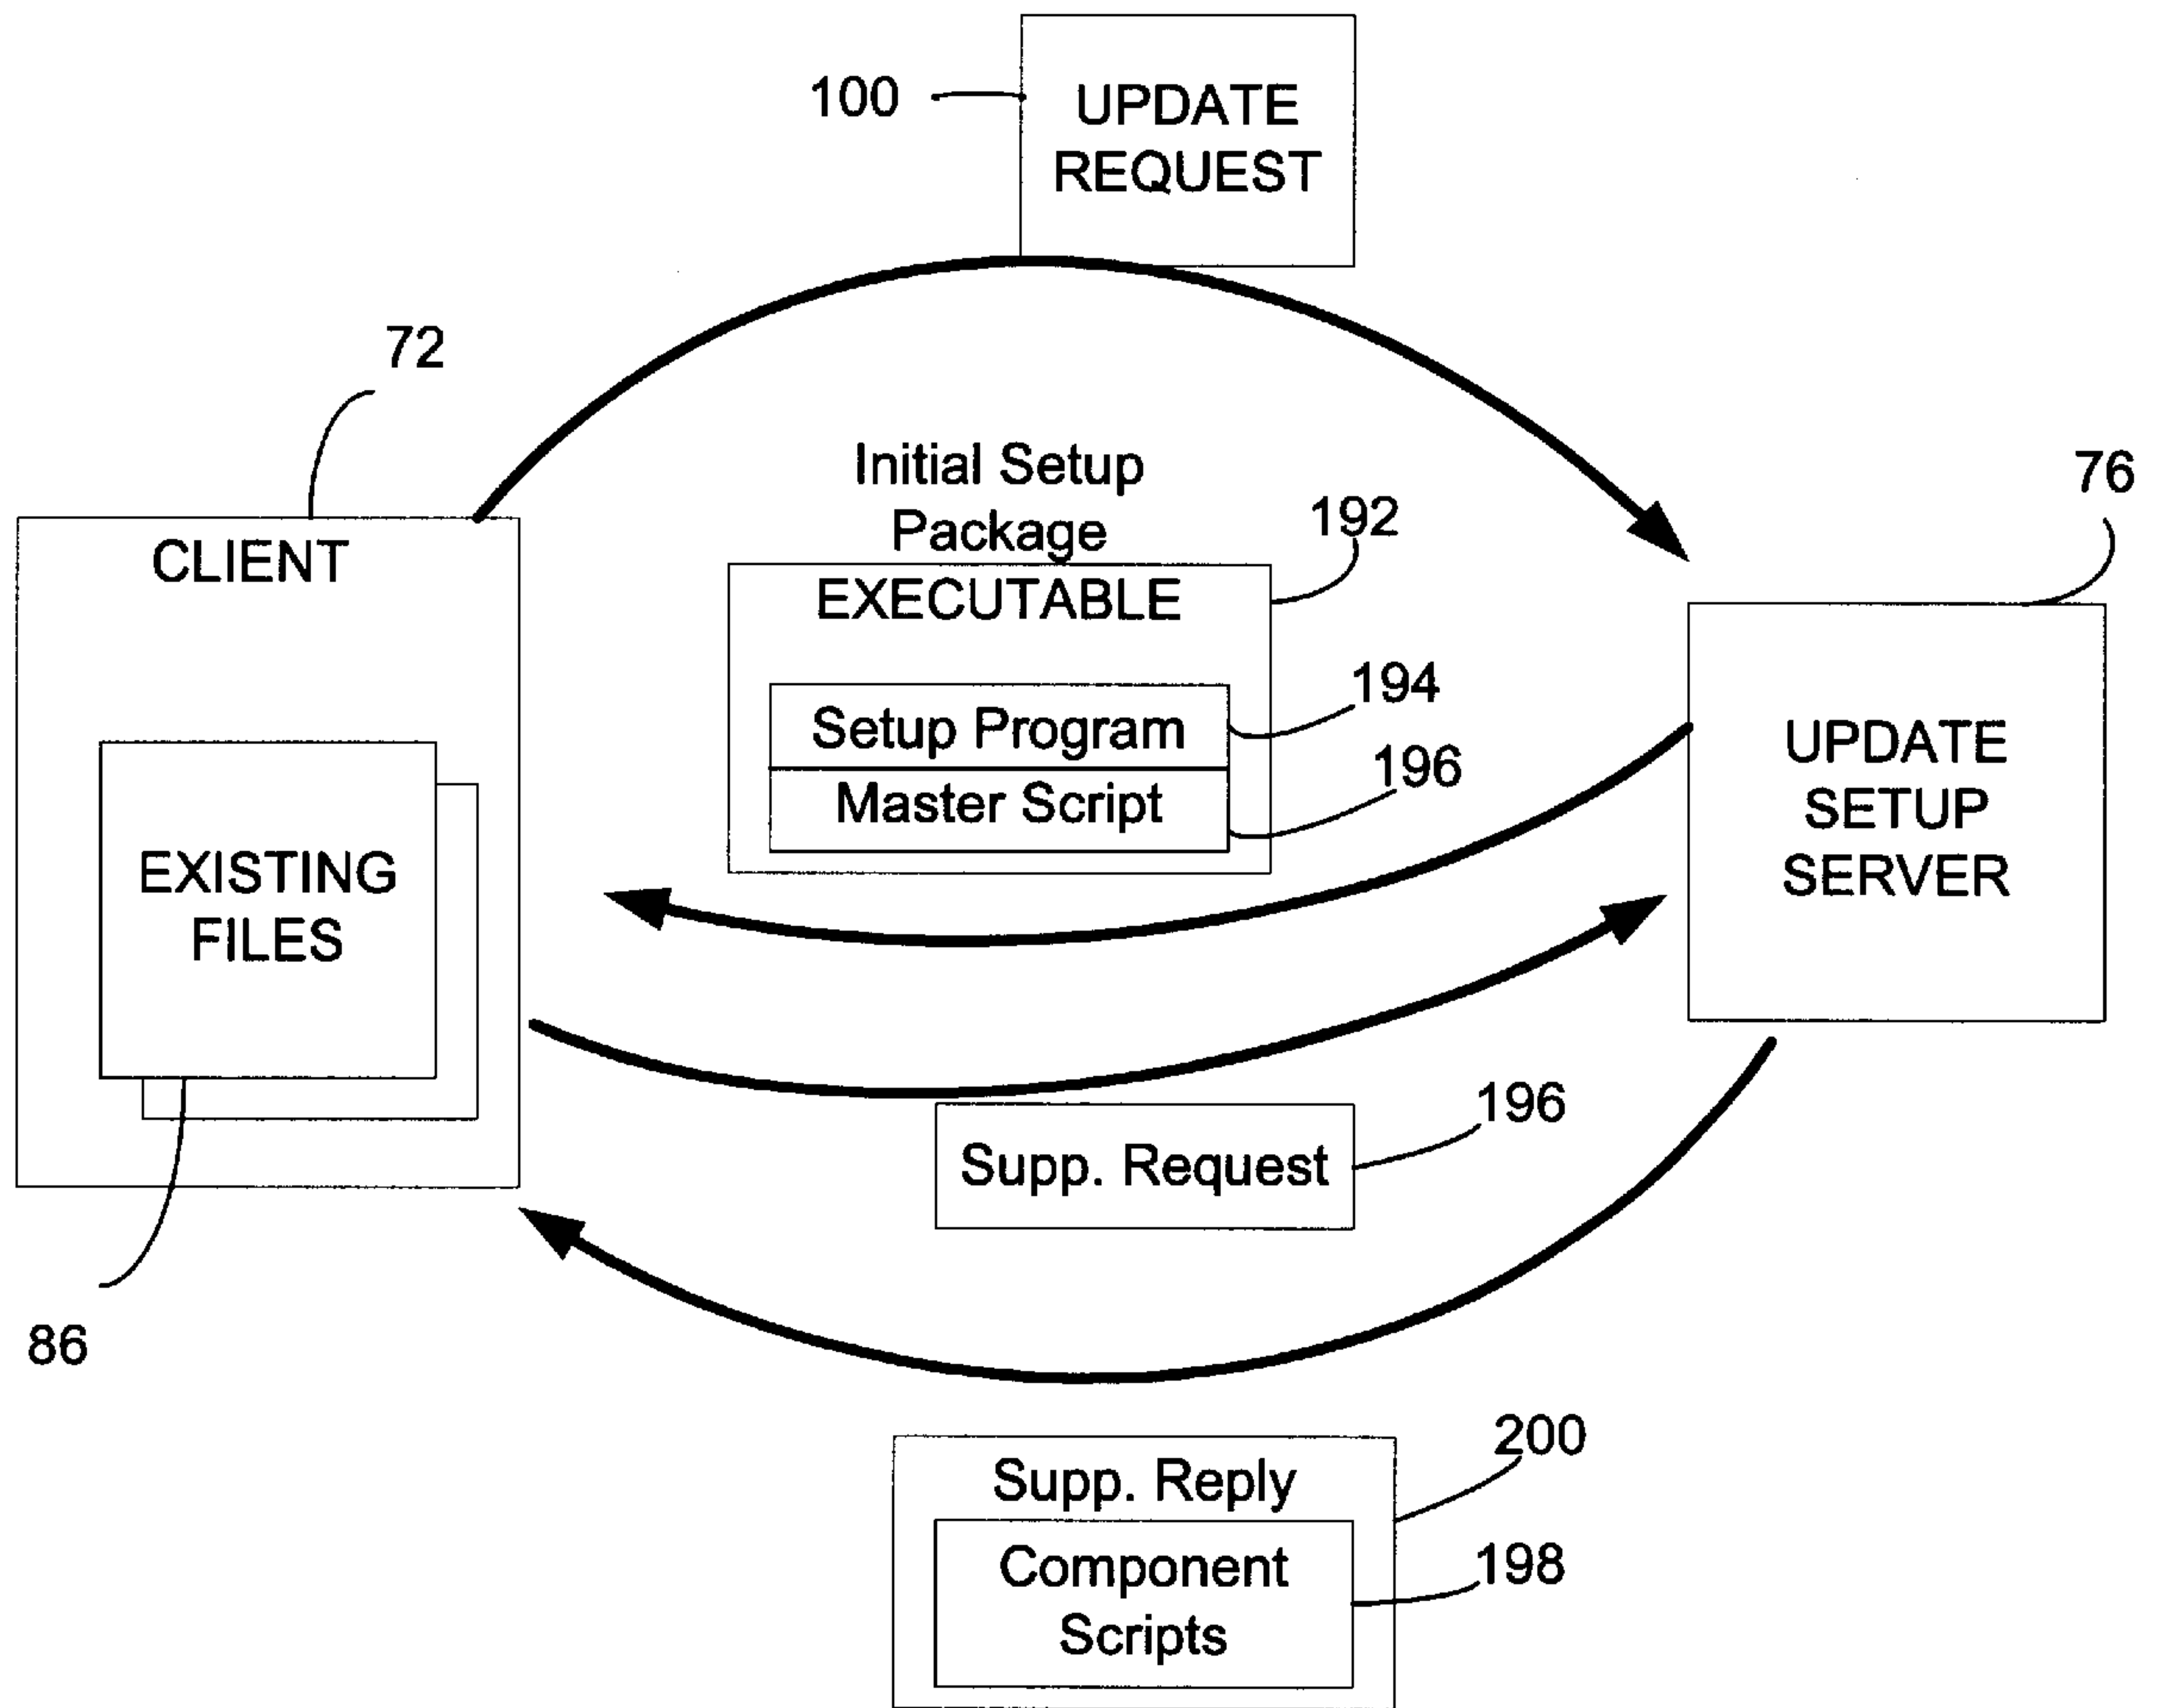 100
UPDATE
REQUEST
72
Initial Setup
Package
192
76
CLIENT
EXECUTABLE
194
Setup Program
196
Master Script
UPDATE
SETUP
SERVER
EXISTING
FILES
196
Supp. Request
86
200
Supp. Reply
198
Component
Scripts